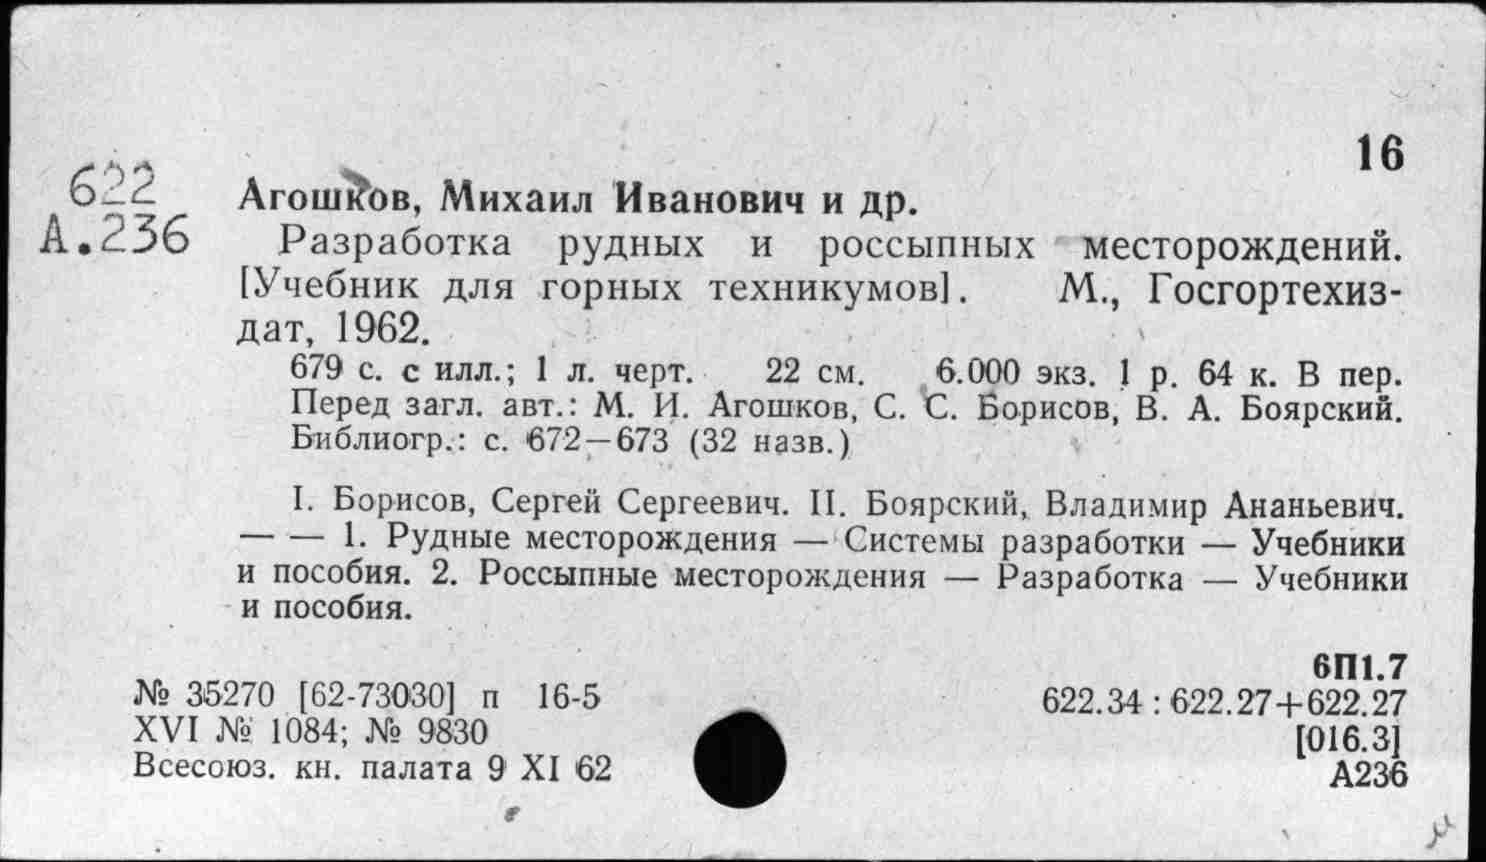 16
622
А.236
Агошков, Михаил Иванович и др.
Разработка рудных и россыпных месторождений.
[Учебник для горных техникумов]. М., Госгортехиз-
дат, 1962.
679 с. с илл.; 1 л. черт. 22 см. 6.000 экз. 1 р. 64 к. В пер.
Перед загл. авт.: М. И. Агошков, С. С. Борисов, В. А. Боярский.
Библиогр.: с. 672—673 (32 назв.)
I. Борисов, Сергей Сергеевич. II. Боярский, Владимир Ананьевич.
— — 1. Рудные месторождения — Системы разработки — Учебники
и пособия. 2. Россыпные месторождения — Разработка — Учебники
и пособия.
6П1.7
№ 35270 [62-73030] п 16-5
622.34 : 622.27+622.27
XVI № 1084; № 9830
[016.3]
Всесоюз. кн. палата 9 XI 62
А236